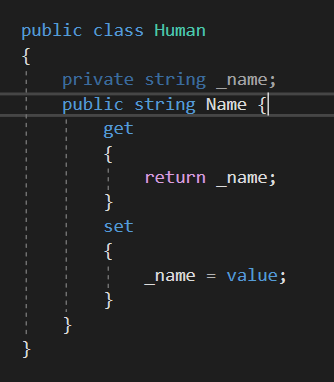 public class Human
{
private string _name;
public string Name {
get
{
return _name;
}
set
{
_name = value;
}
}
}